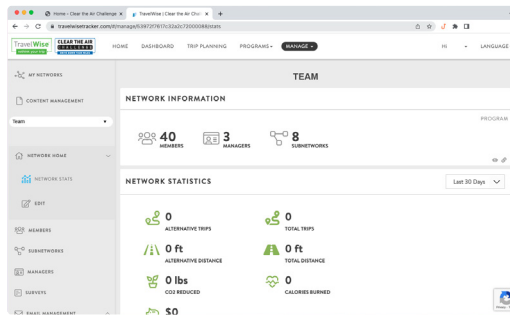 Home - Clear the Air Challenge
TravelWise | Clear the Air Chal
travelwisetracker.com/#/manage/63972f7617c32a2c72000088/stats
TravelWise
rethink your trip
CLEAR THE AIR
CHALLENGE
HOME
DASHBOARD
TRIP PLANNING
PROGRAMS
MANAGE
HI
LANGUAGE
MY NETWORKS
CONTENT MANAGEMENT
Team
NETWORK HOME
NETWORK STATS
EDIT
MEMBERS
SUBNETWORKS
MANAGERS
SURVEYS
EMAIL MANAGEMENT
TEAM
NETWORK INFORMATION
PROGRAM
40
MEMBERS
3
MANAGERS
8
SUBNETWORKS
NETWORK STATISTICS
Last 30 Days
0
ALTERNATIVE TRIPS
0
TOTAL TRIPS
0 ft
ALTERNATIVE DISTANCE
0 ft
TOTAL DISTANCE
0 lbs
CO2 REDUCED
0
CALORIES BURNED
$0